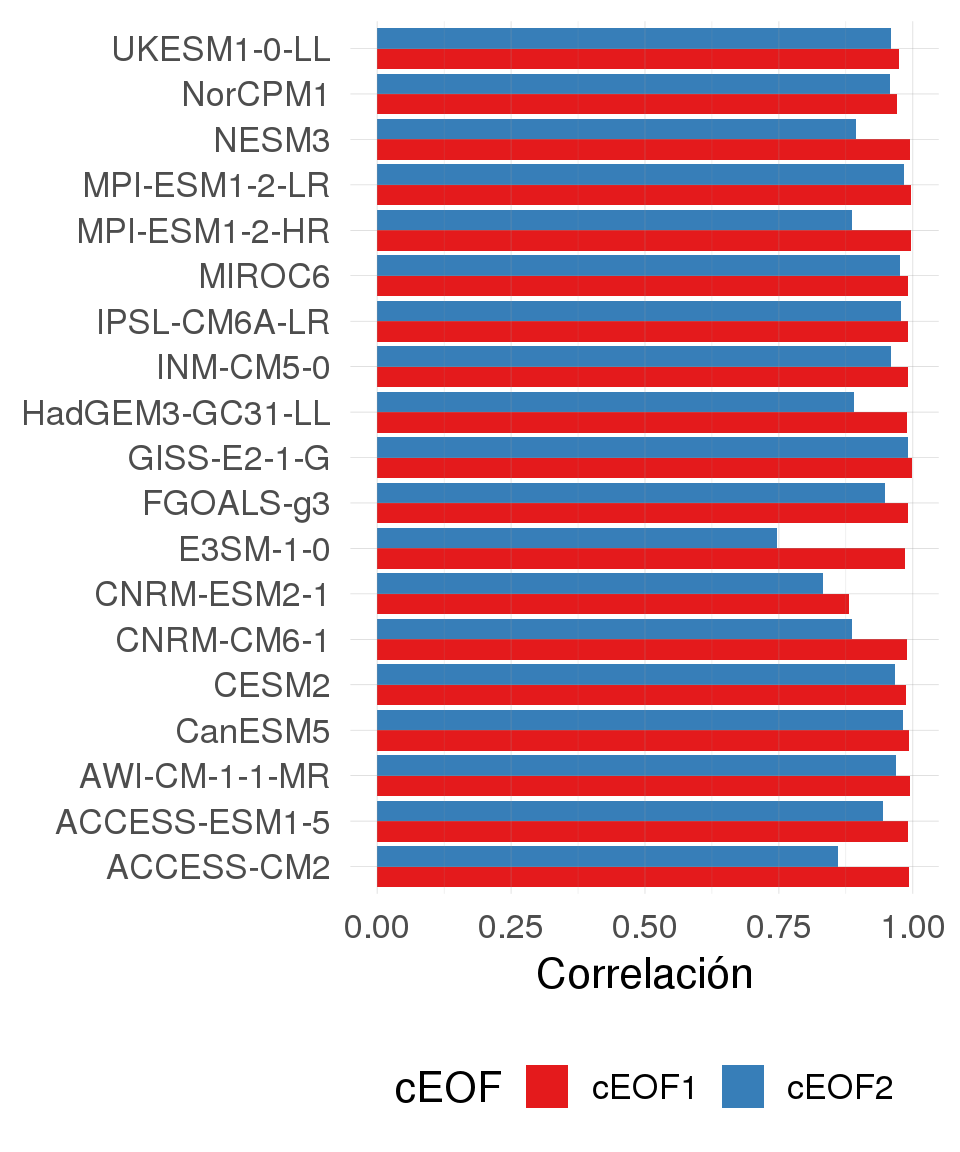 UKESM1-0-LL
NorCPM1
NESM3
MPI-ESM1-2-LR
MPI-ESM1-2-HR
MIROC6
IPSL-CM6A-LR
INM-CM5-0
HadGEM3-GC31-LL
GISS-E2-1-G
FGOALS-g3
E3SM-1-0
CNRM-ESM2-1
CNRM-CM6-1
CESM2
CanESM5
AWI-CM-1-1-MR
ACCESS-ESM1-5
ACCESS-CM2
0.00 0.25 0.50 0.75 1.00
Correlación
cEOF cEOF1 cEOF2